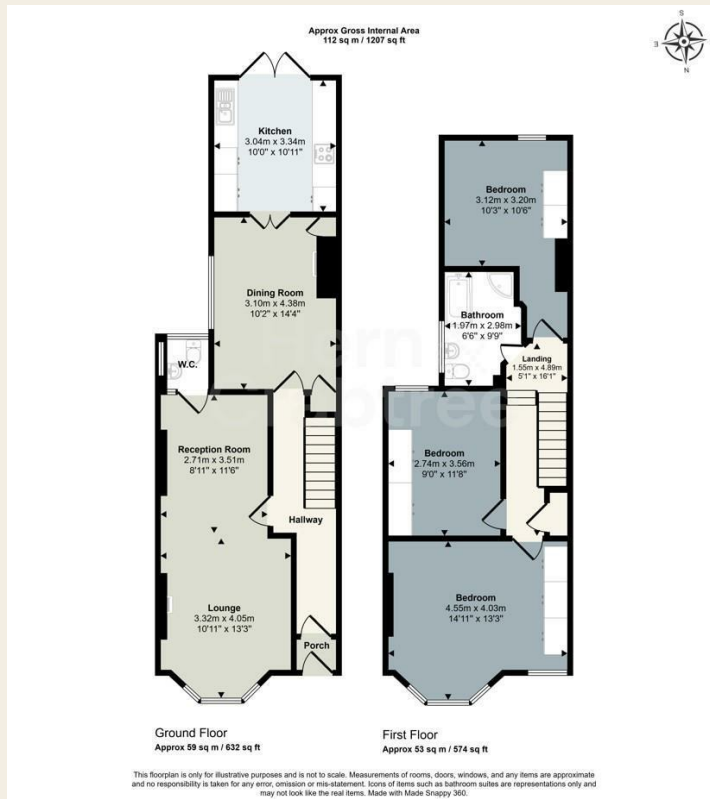 Approx Gross Internal Area
112 sq m / 1207 sq ft
S
E
N
Kitchen
3.04m x 3.34m
10'0" x 10'11"
Dining Room
3.10m x 4.38m
10'2" x 14'4"
W.C.
Reception Room
2.71m x 3.51m
8'11" x 11'6"
Hallway
Lounge
3.32m x 4.05m
10'11" x 13'3"
Porch
Ground Floor
Approx 59 sq m / 632 sq ft
Bedroom
3.12m x 3.20m
10'3" x 10'6"
Bathroom
1.97m x 2.98m
6'6" x 9'9"
Landing
1.55m x 4.89m
5'1" x 16'1"
Bedroom
2.74m x 3.56m
9'0" x 11'8"
Bedroom
4.55m x 4.03m
14'11" x 13'3"
First Floor
Approx 53 sq m / 574 sq ft
This floorplan is only for illustrative purposes and is not to scale. Measurements of rooms, doors, windows, and any items are approximate
and no responsibility is taken for any error, omission or mis-statement. Icons of items such as bathroom suites are representations only and
may not look like the real items. Made with Made Snappy 360.